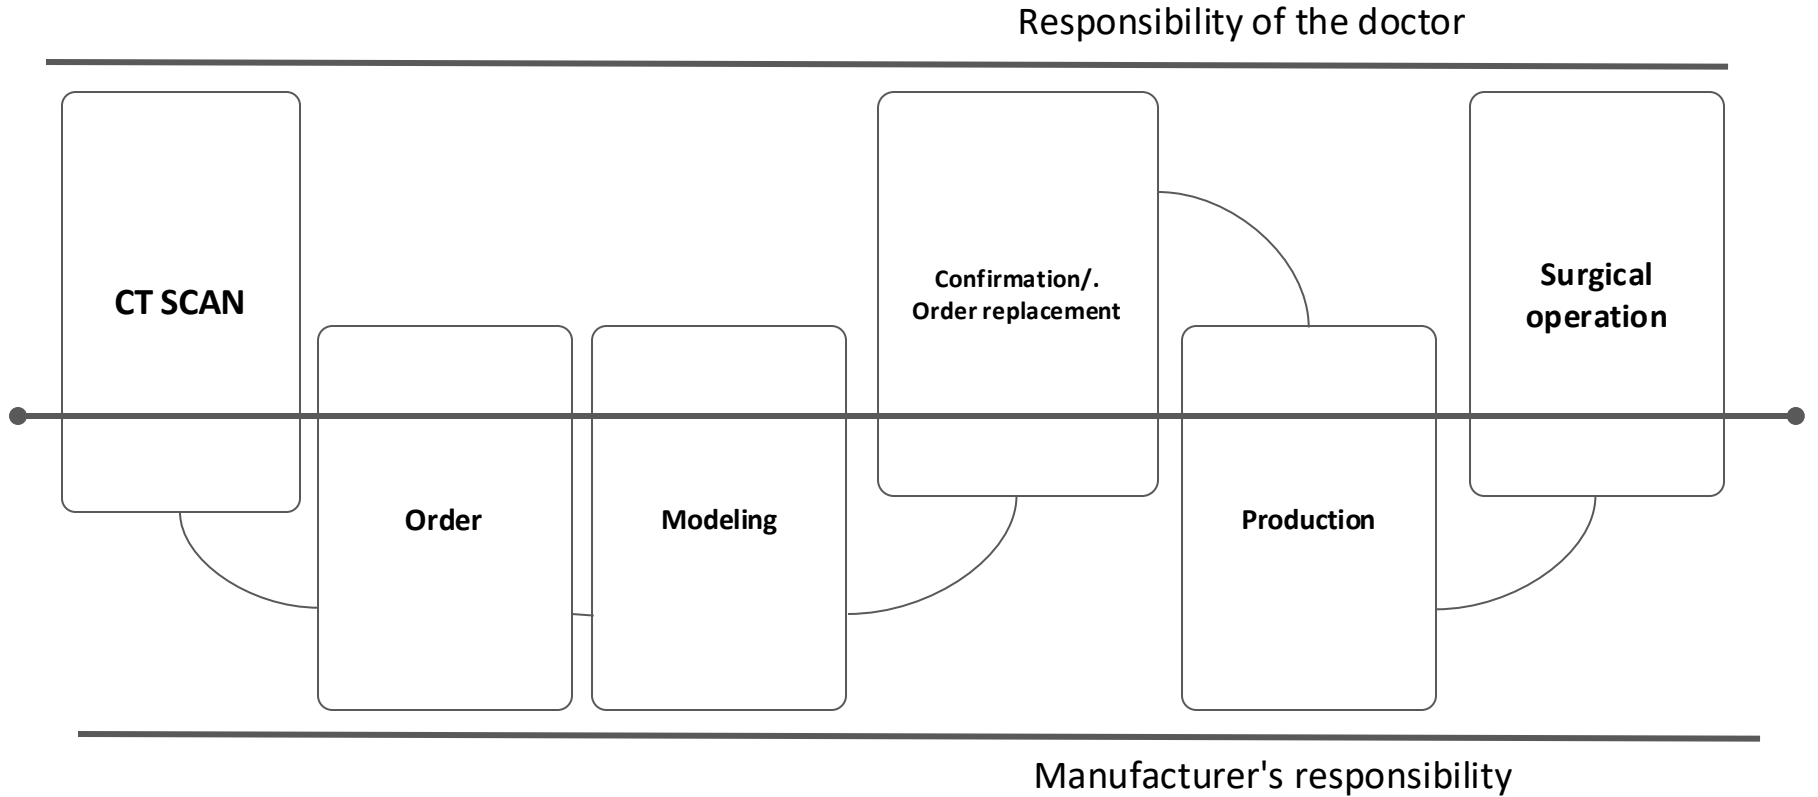 Responsibility of the doctor
CT SCAN
Order
Modeling
Confirmation/.
Order replacement
Production
Surgical
operation
Manufacturer's responsibility